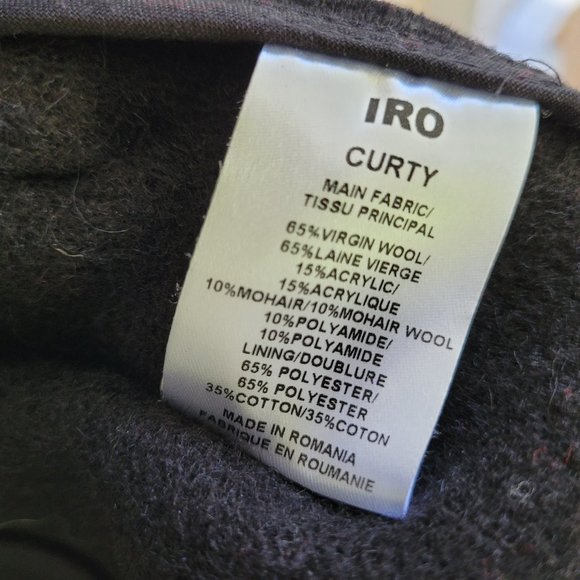 IRO
CURTY
MAIN FABRIC/
TISSU PRINCIPAL
65%VIRGIN WOOL/
65%LAINE VIERGE
15%ACRYLIC/
15%ACRYLIQUE
10%MOHAIR/10%MOHAIR WOOL
10%POLYAMIDE/
10%POLYAMIDE
LINING/DOUBLURE
65% POLYESTER/
65% POLYESTER
35%COTTON/35%COTON
MADE IN ROMANIA
FABRIQUE EN ROUMANIE